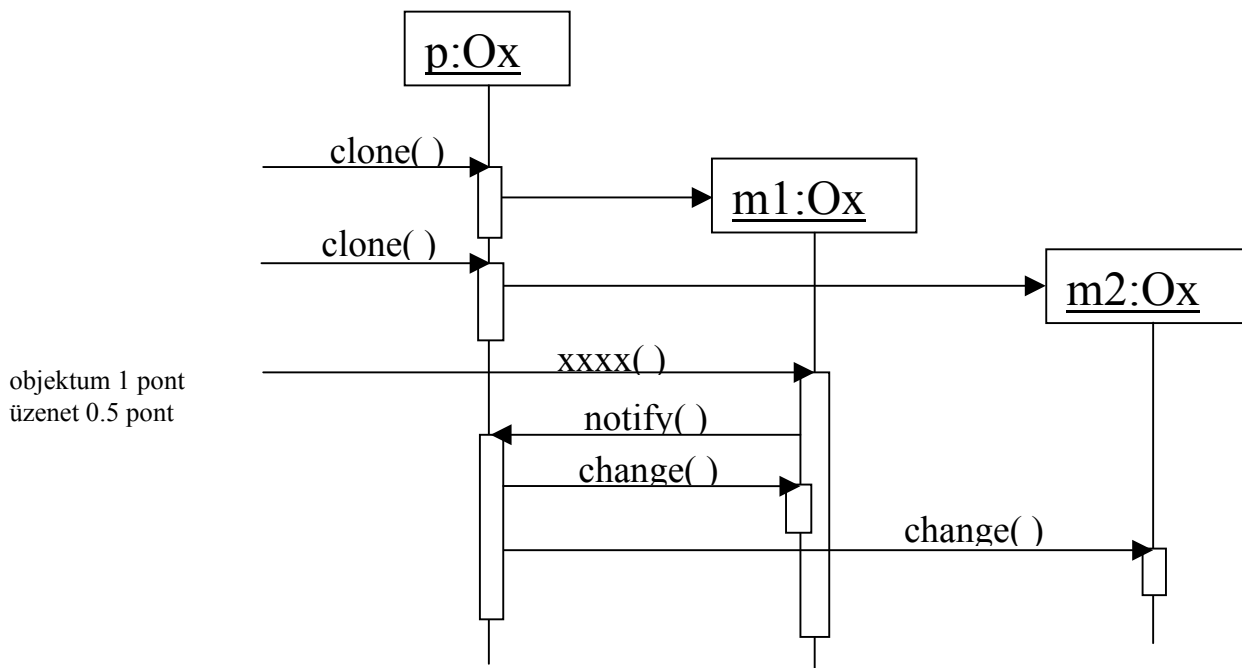 p:Ox
clone( )
m1:Ox
clone( )
m2:Ox
xxxx( )
objektum 1 pont
üzenet 0.5 pont
notify( )
change( )
change( )